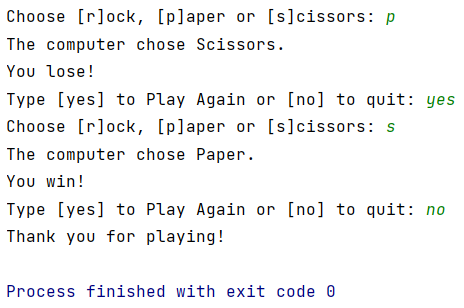 Choose [r]ock, [p]aper or [s]cissors: p
The computer chose Scissors.
You lose!
Type [yes] to Play Again or [no] to quit: yes
Choose [r]ock, [p]aper or [s]cissors: s
The computer chose Paper.
You win!
Type [yes] to Play Again or [no] to quit: no
Thank you for playing!
Process finished with exit code 0